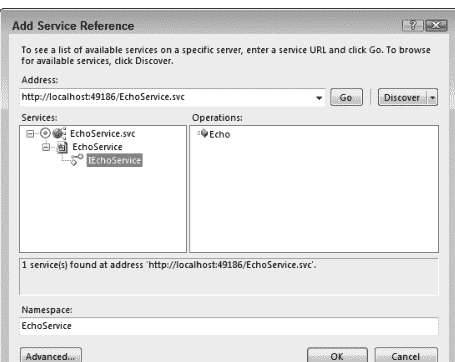 Add Service Reference
To see a list of available services on a specific server, enter a service URL and click Go. To browse
for available services, click Discover.
Address:
http://localhost:49186/EchoService.svc
Go
Discover
Services:
Operations:
EchoService.svc
EchoService
IEchoService
Echo
1 service(s) found at address 'http://localhost:49186/EchoService.svc'.
Namespace:
EchoService
Advanced...
OK
Cancel